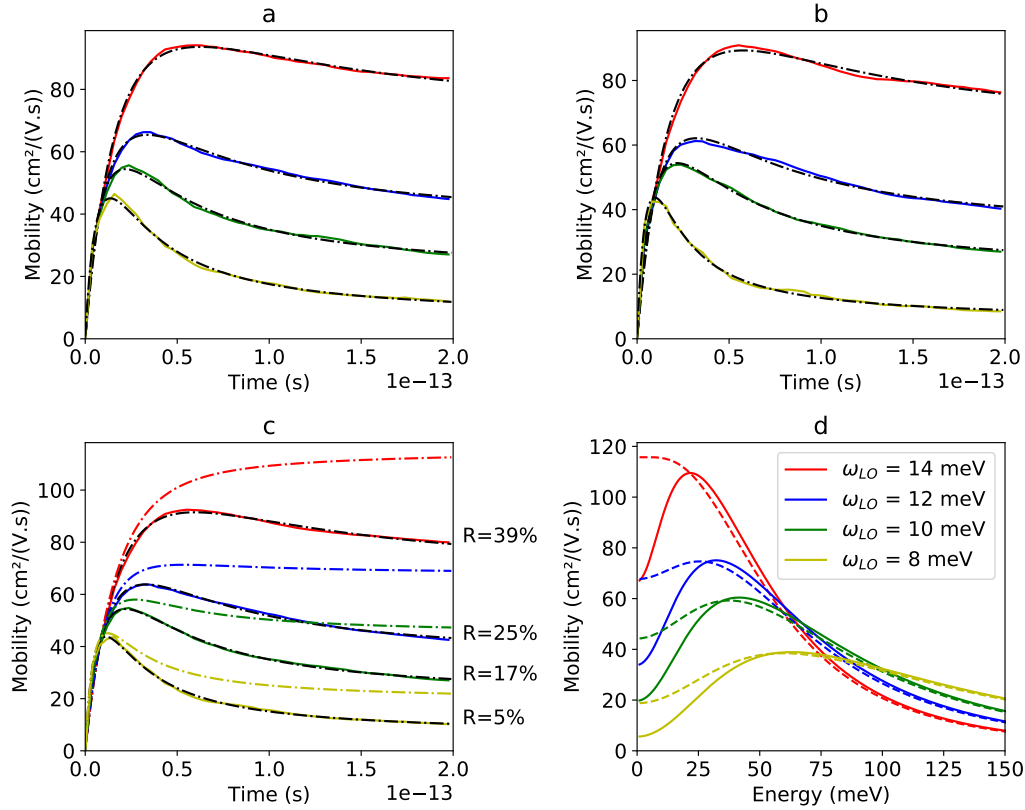 a
Mobility (cm²/(V.s))
80
60
40
20
0
0.0 0.5 1.0 1.5 2.0
Time (s)
1e−13
b
Mobility (cm²/(V.s))
80
60
40
20
0
0.0 0.5 1.0 1.5 2.0
Time (s)
1e−13
c
Mobility (cm²/(V.s))
100
80
60
40
20
0
R=39%
R=25%
R=17%
R=5%
0.0 0.5 1.0 1.5 2.0
Time (s)
1e−13
d
Mobility (cm²/(V.s))
120
100
80
60
40
20
0
ω_LO = 14 meV
ω_LO = 12 meV
ω_LO = 10 meV
ω_LO = 8 meV
0 25 50 75 100 125 150
Energy (meV)